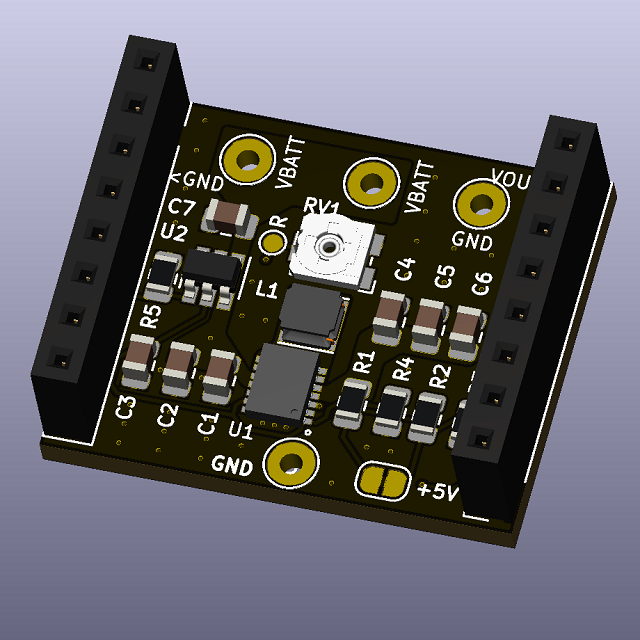 VBATT
VBATT
VOU
<GND
GND
C7
U2
R
RV1
L1
C4
C5
C6
R5
R1
R4
R2
C3
C2
C1
U1
GND
+5V